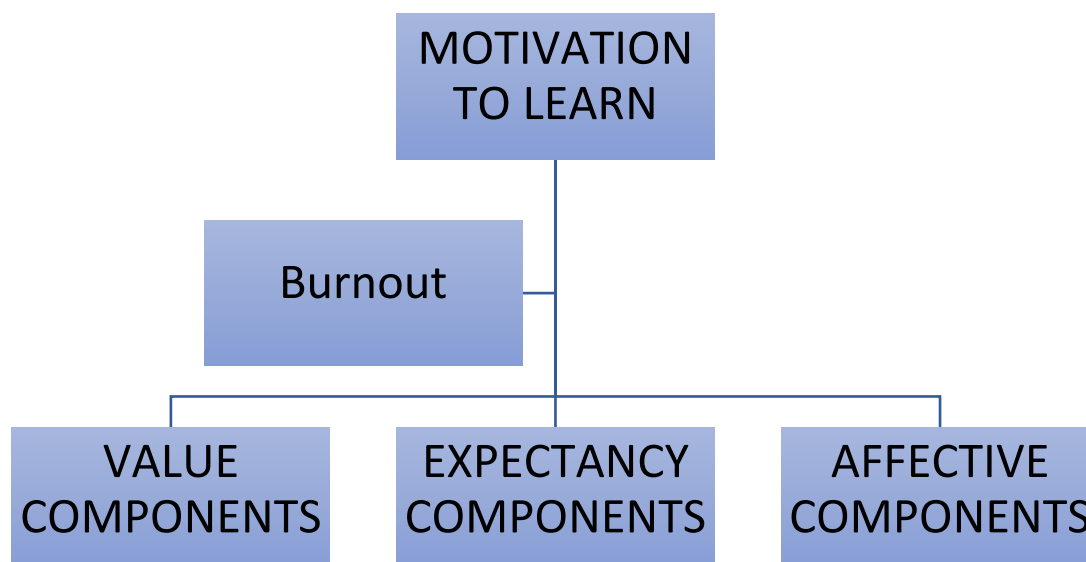 MOTIVATION
TO LEARN
Burnout
VALUE
COMPONENTS
EXPECTANCY
COMPONENTS
AFFECTIVE
COMPONENTS